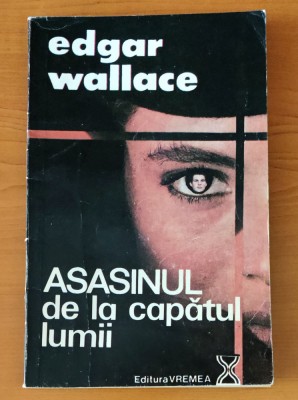 edgar
wallace
ASASINUL
de la capătul
lumii
Editura VREMEA